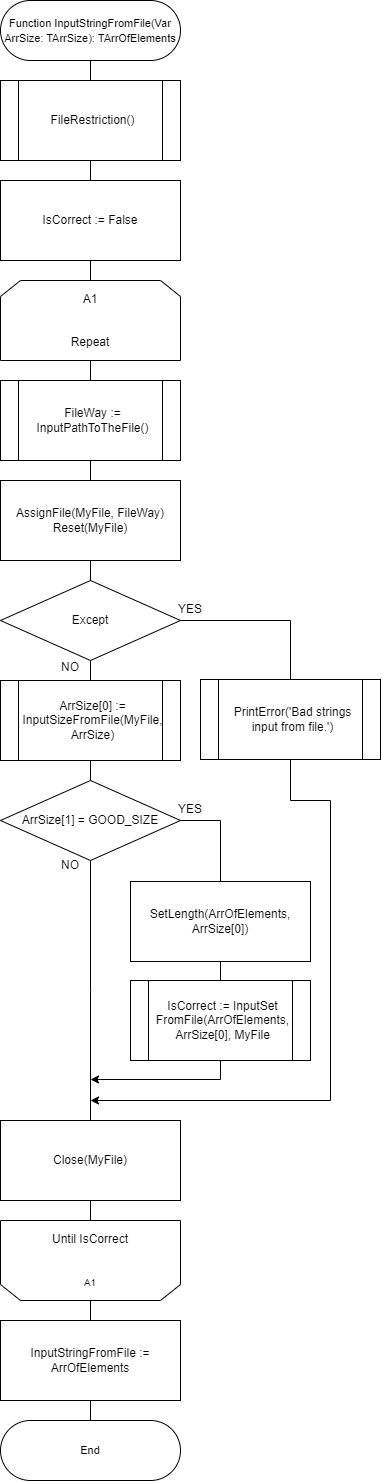 Function InputStringFromFile(Var
ArrSize: TArrSize): TArrOfElements
FileRestriction()
IsCorrect := False
A1
Repeat
FileWay :=
InputPathToTheFile()
AssignFile(MyFile, FileWay)
Reset(MyFile)
Except
YES
NO
ArrSize[0] :=
InputSizeFromFile(MyFile,
ArrSize)
PrintError('Bad strings
input from file.')
ArrSize[1] = GOOD_SIZE
YES
NO
SetLength(ArrOfElements,
ArrSize[0])
IsCorrect := InputSet
FromFile(ArrOfElements,
ArrSize[0], MyFile
Close(MyFile)
Until IsCorrect
A1
InputStringFromFile :=
ArrOfElements
End